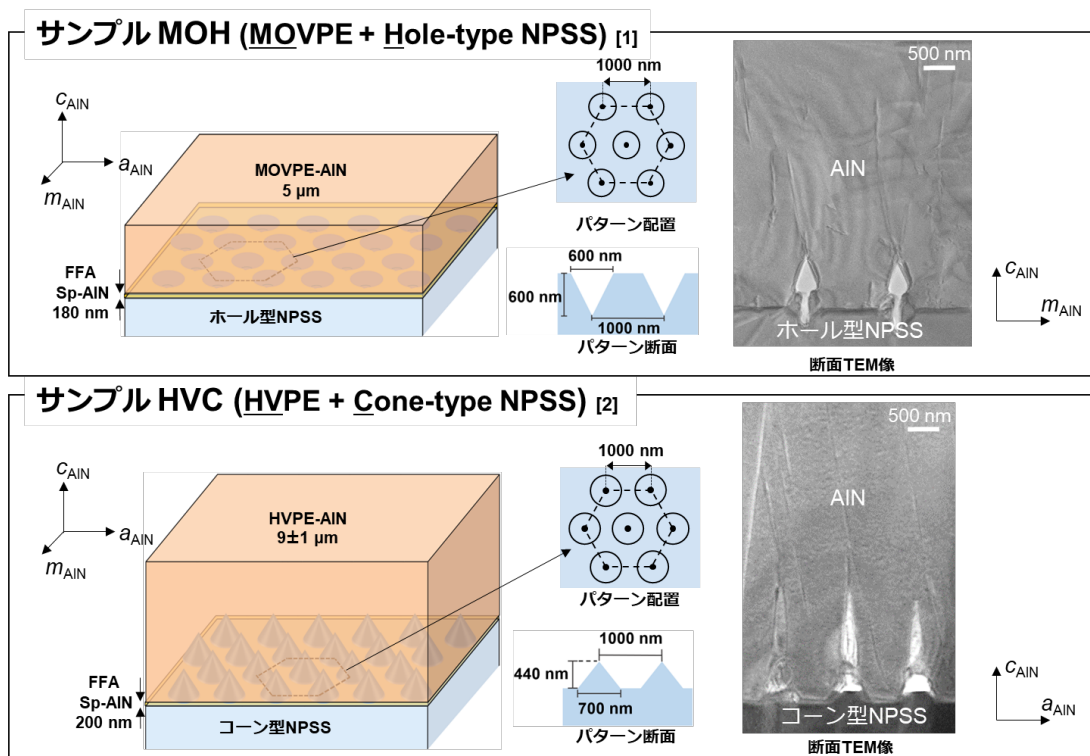 サンプル MOH (MOVPE + Hole-type NPSS) [1]
cAlN
aAlN
mAlN
MOVPE-AlN
5 µm
FFA
Sp-AlN
180 nm
ホール型NPSS
1000 nm
パターン配置
600 nm
600 nm
1000 nm
パターン断面
500 nm
AlN
ホール型NPSS
断面TEM像
cAlN
mAlN
サンプル HVC (HVPE + Cone-type NPSS) [2]
cAlN
aAlN
mAlN
HVPE-AlN
9±1 µm
FFA
Sp-AlN
200 nm
コーン型NPSS
1000 nm
パターン配置
1000 nm
440 nm
700 nm
パターン断面
500 nm
AlN
コーン型NPSS
断面TEM像
cAlN
aAlN